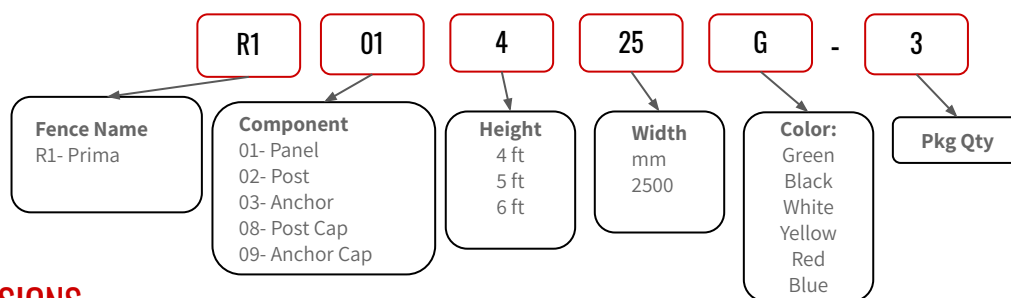 R1 01 4 25 G - 3
Fence Name
R1- Prima
Component
01- Panel
02- Post
03- Anchor
08- Post Cap
09- Anchor Cap
Height
4 ft
5 ft
6 ft
Width
mm
2500
Color:
Green
Black
White
Yellow
Red
Blue
Pkg Qty